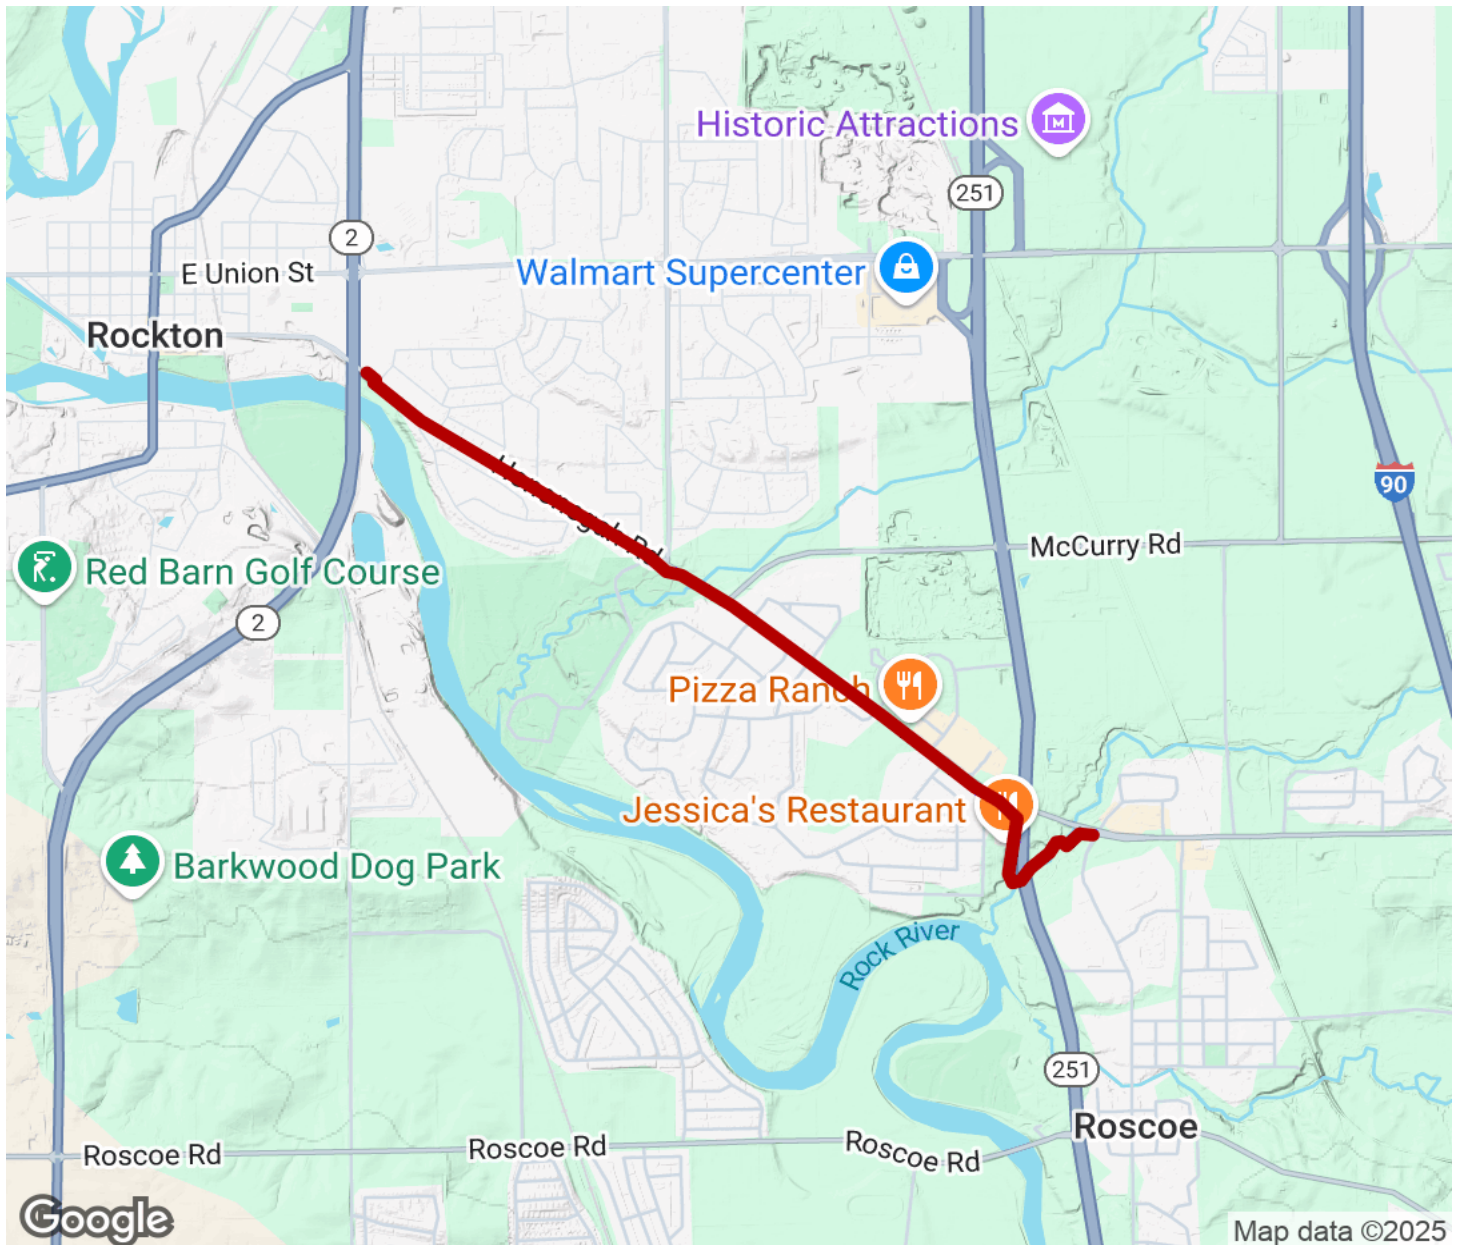 Historic Attractions
251
2
Walmart Supercenter
E Union St
Rockton
Hononegah Rd
90
McCurry Rd
Red Barn Golf Course
2
Pizza Ranch
Jessica's Restaurant
Barkwood Dog Park
Rock River
251
Roscoe
Roscoe Rd
Roscoe Rd
Roscoe Rd
Google
Map data ©2025